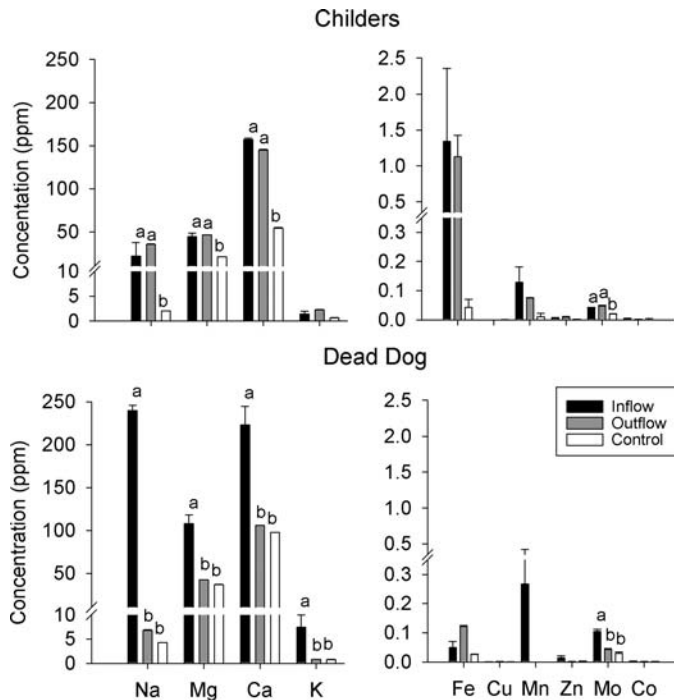 Childers
Concentation (ppm)
250
200
150
100
50
10
5
0
a a
b
a a
b
a a
b
2.5
2.0
1.5
1.0
0.5
0.3
0.2
0.1
0.0
a a
b
Dead Dog
Concentration (ppm)
250
200
150
100
50
10
5
0
a
b b
a
b b
a
b b
a
b b
Na Mg Ca K
2.5
2.0
1.5
1.0
0.5
0.3
0.2
0.1
0.0
Inflow
Outflow
Control
a
b b
Fe Cu Mn Zn Mo Co